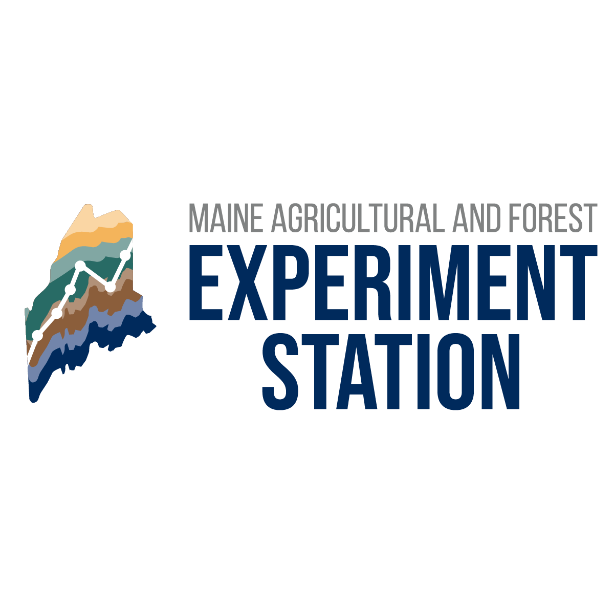 MAINE AGRICULTURAL AND FOREST
EXPERIMENT
STATION